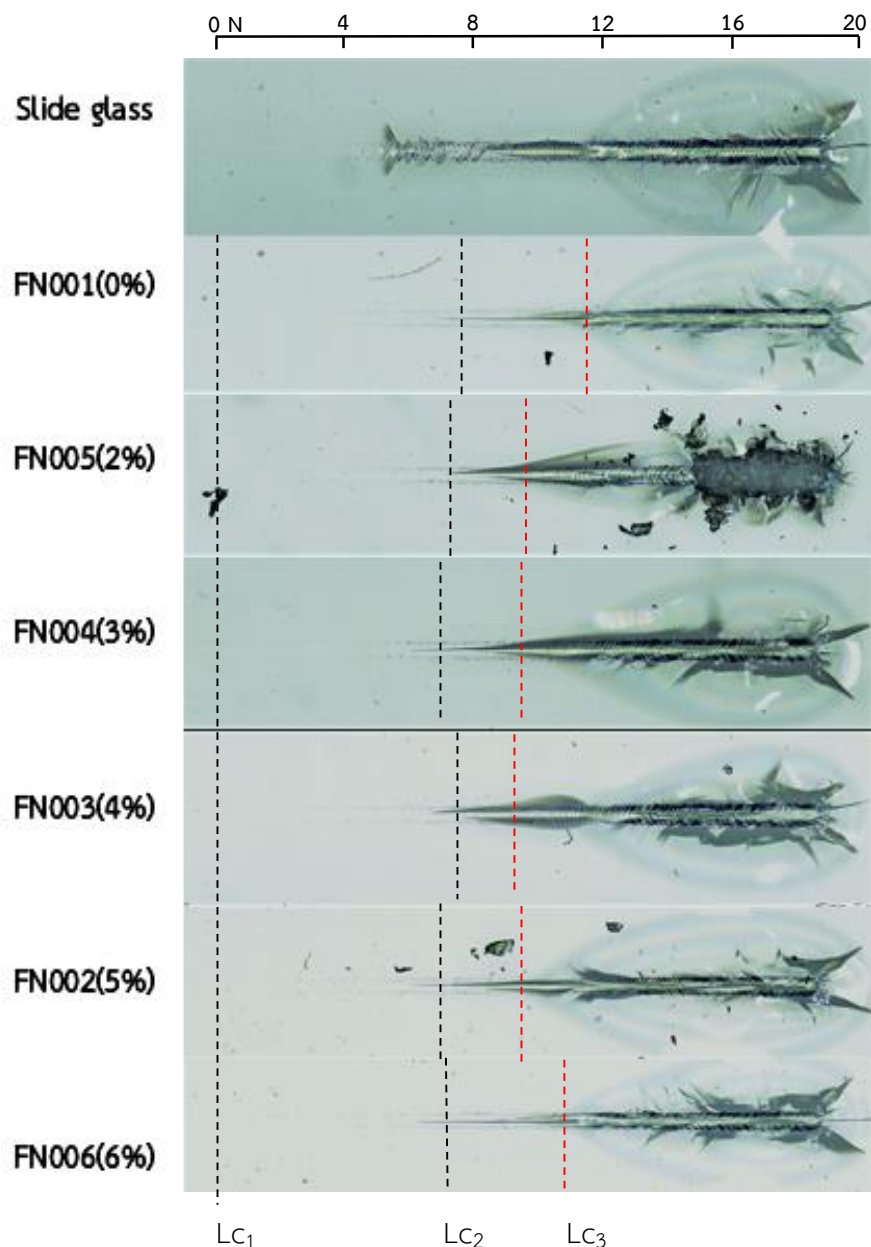 0 N 4 8 12 16 20
Slide glass
FN001(0%)
FN005(2%)
FN004(3%)
FN003(4%)
FN002(5%)
FN006(6%)
Lc₁ Lc₂ Lc₃